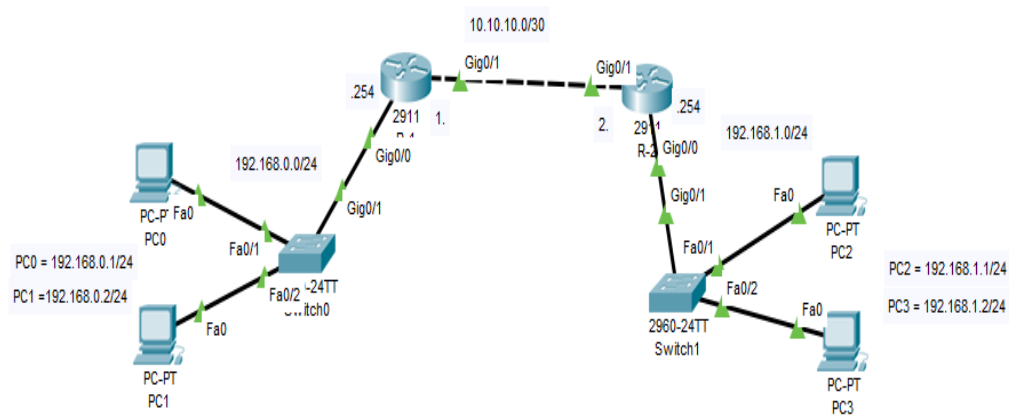 10.10.10.0/30
Gig0/1
Gig0/1
.254
2911
1.
.254
2.
R-2
192.168.1.0/24
Gig0/0
Gig0/0
192.168.0.0/24
Gig0/1
Gig0/1
PC-PT
PC0
Fa0
Fa0/1
Fa0/2
-24TT
PC0 = 192.168.0.1/24
PC1 =192.168.0.2/24
Fa0
PC-PT
PC1
Fa0
PC-PT
PC2
Fa0/1
Fa0/2
2960-24TT
Switch1
PC2 = 192.168.1.1/24
PC3 = 192.168.1.2/24
Fa0
PC-PT
PC3